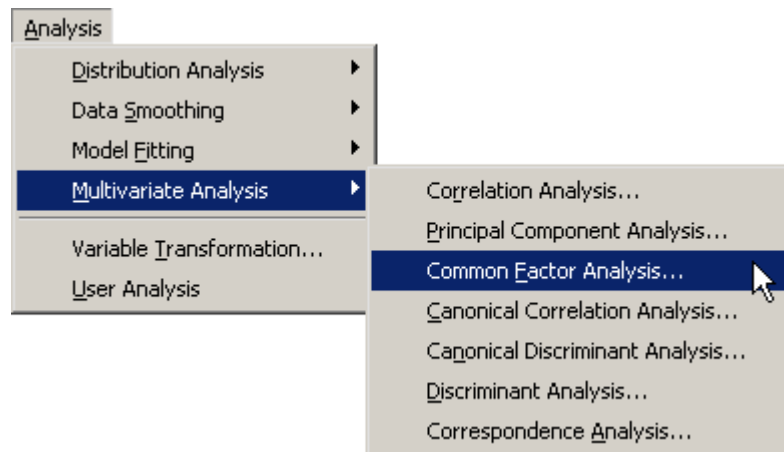 Analysis
Distribution Analysis
Data Smoothing
Model Fitting
Multivariate Analysis
Variable Transformation...
User Analysis
Correlation Analysis...
Principal Component Analysis...
Common Factor Analysis...
Canonical Correlation Analysis...
Canonical Discriminant Analysis...
Discriminant Analysis...
Correspondence Analysis...